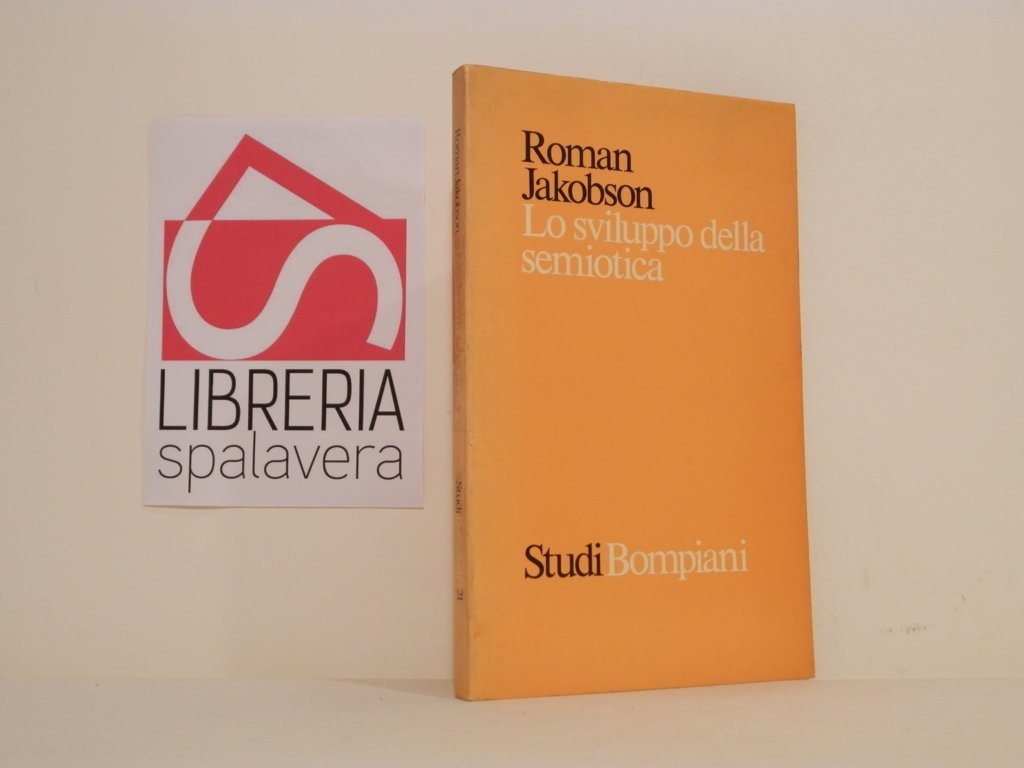 LIBRERIA
spalavera
Roman Jakobson
Studi
21
Roman
Jakobson
Lo sviluppo della
semiotica
Studi Bompiani